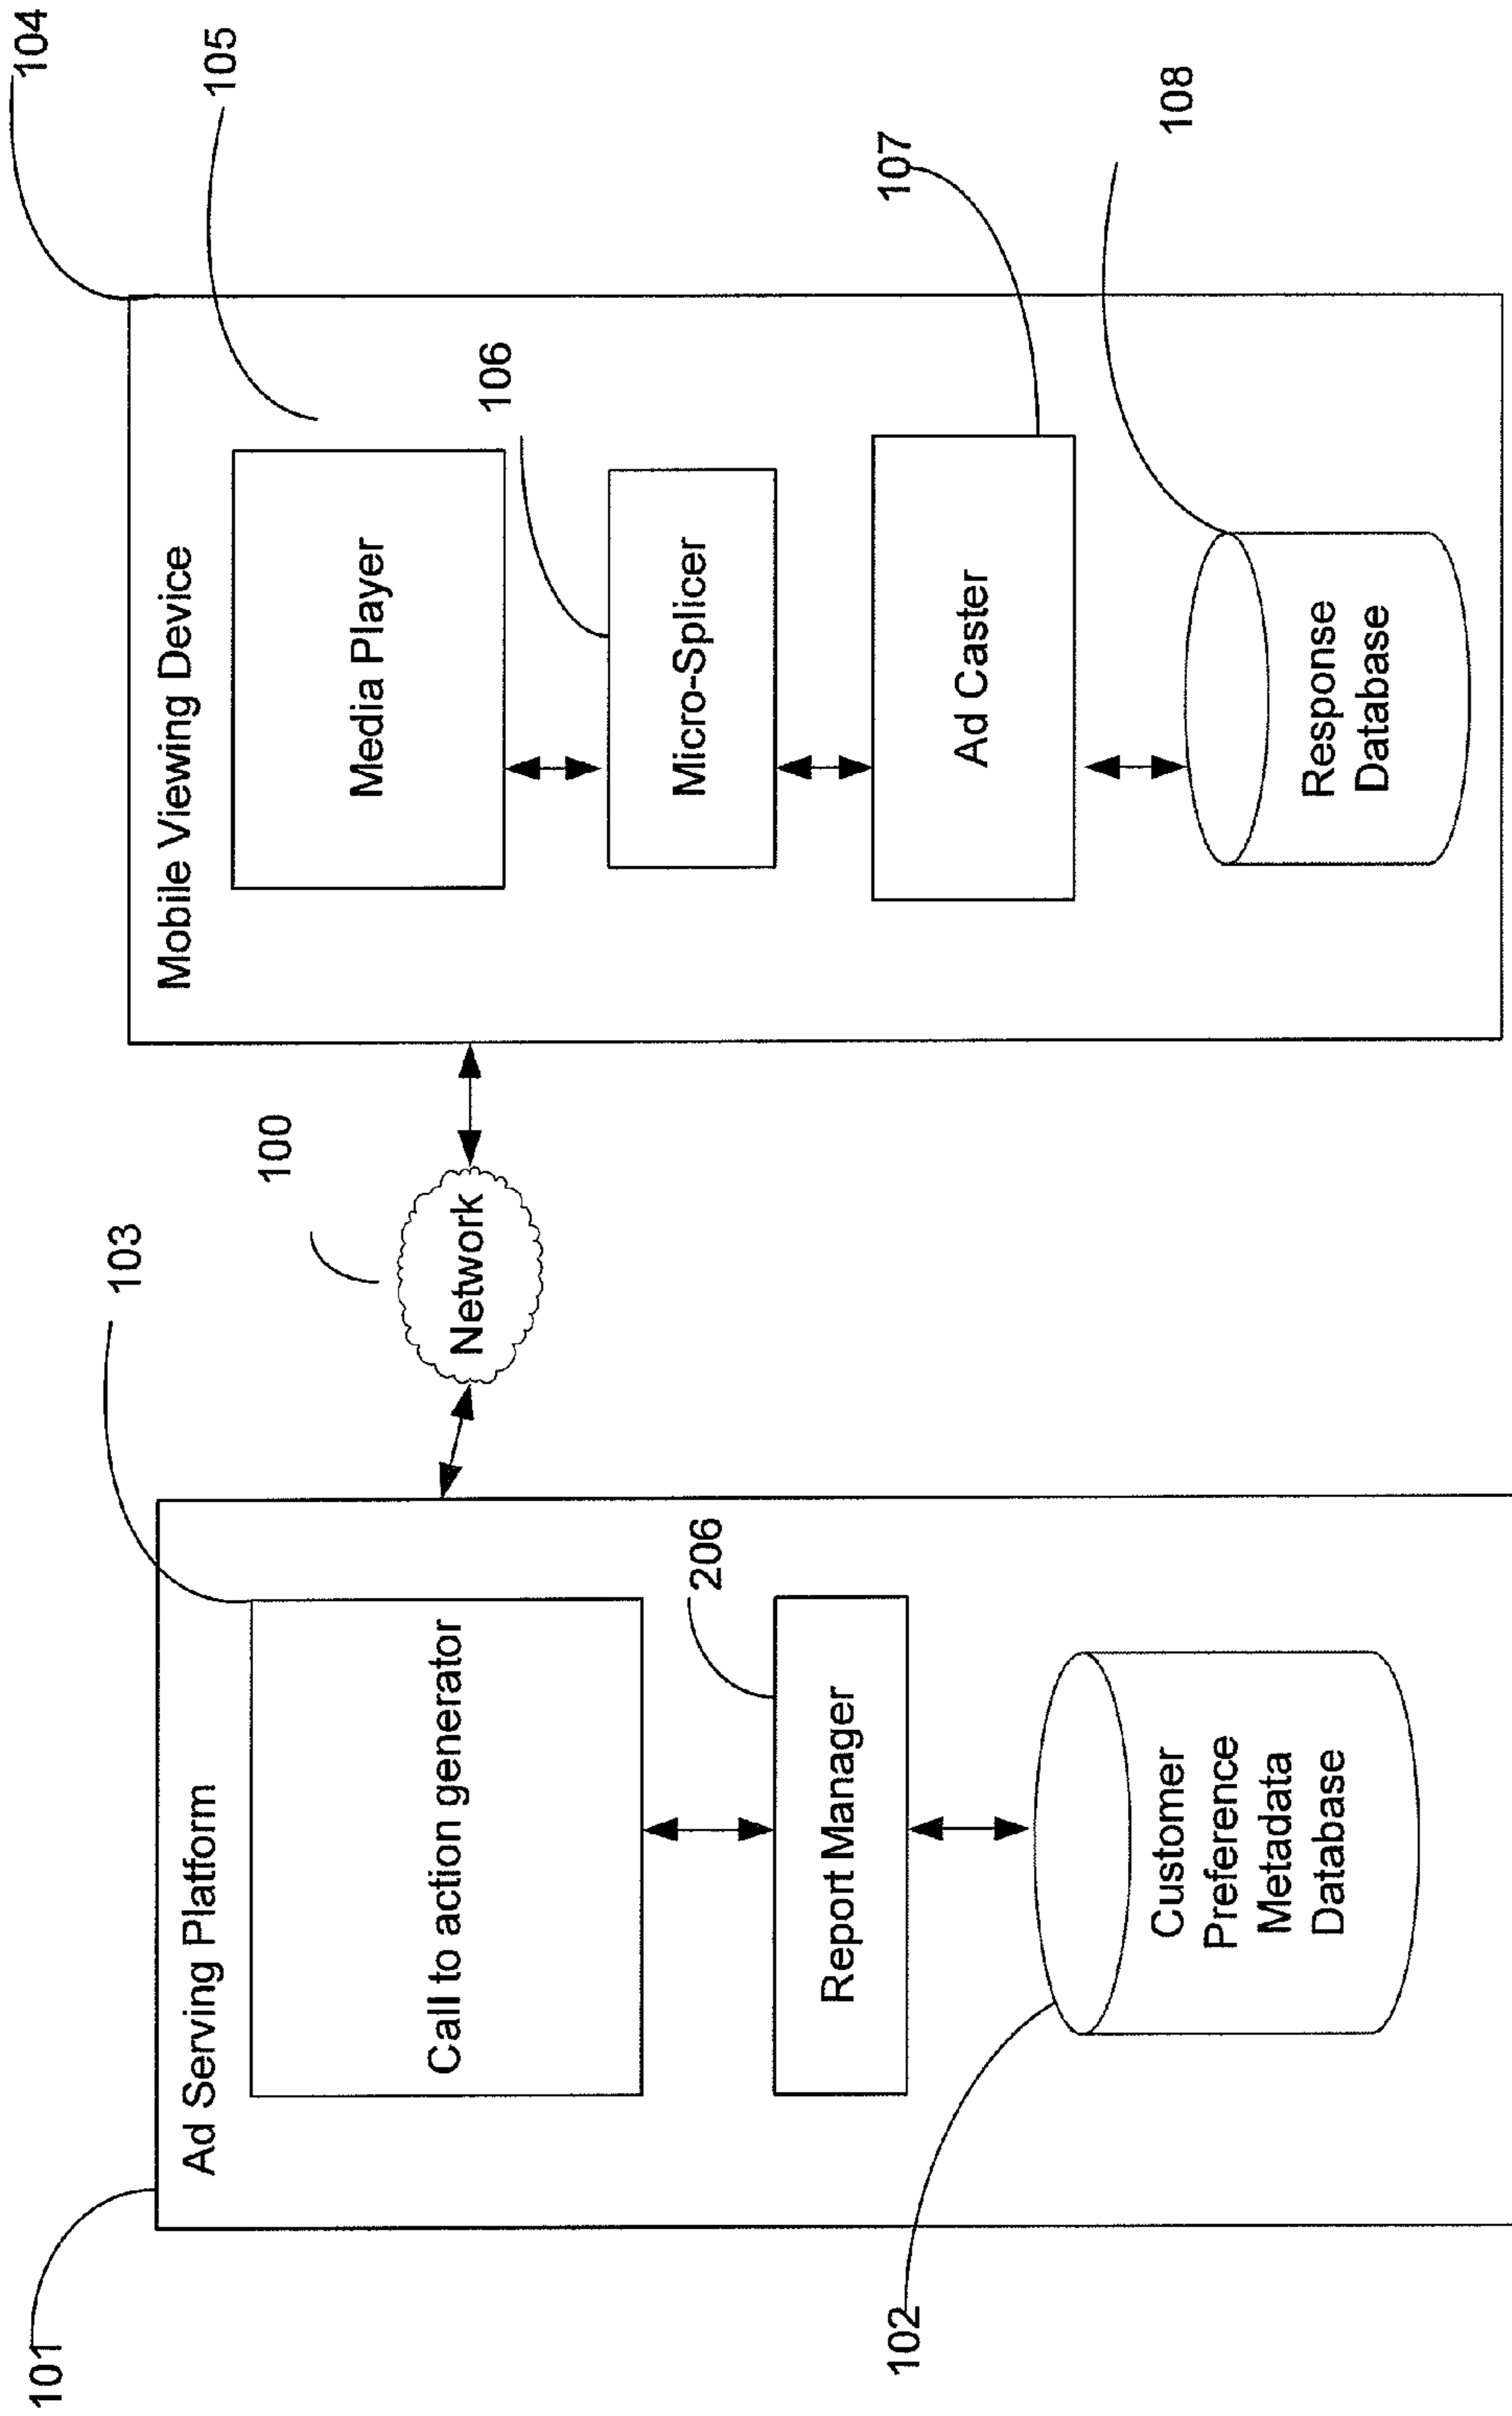 101
Ad Serving Platform
103
Call to action generator
206
Report Manager
102
Customer
Preference
Metadata
Database
100
Network
104
Mobile Viewing Device
105
Media Player
106
Micro-Splicer
107
Ad Caster
108
Response
Database